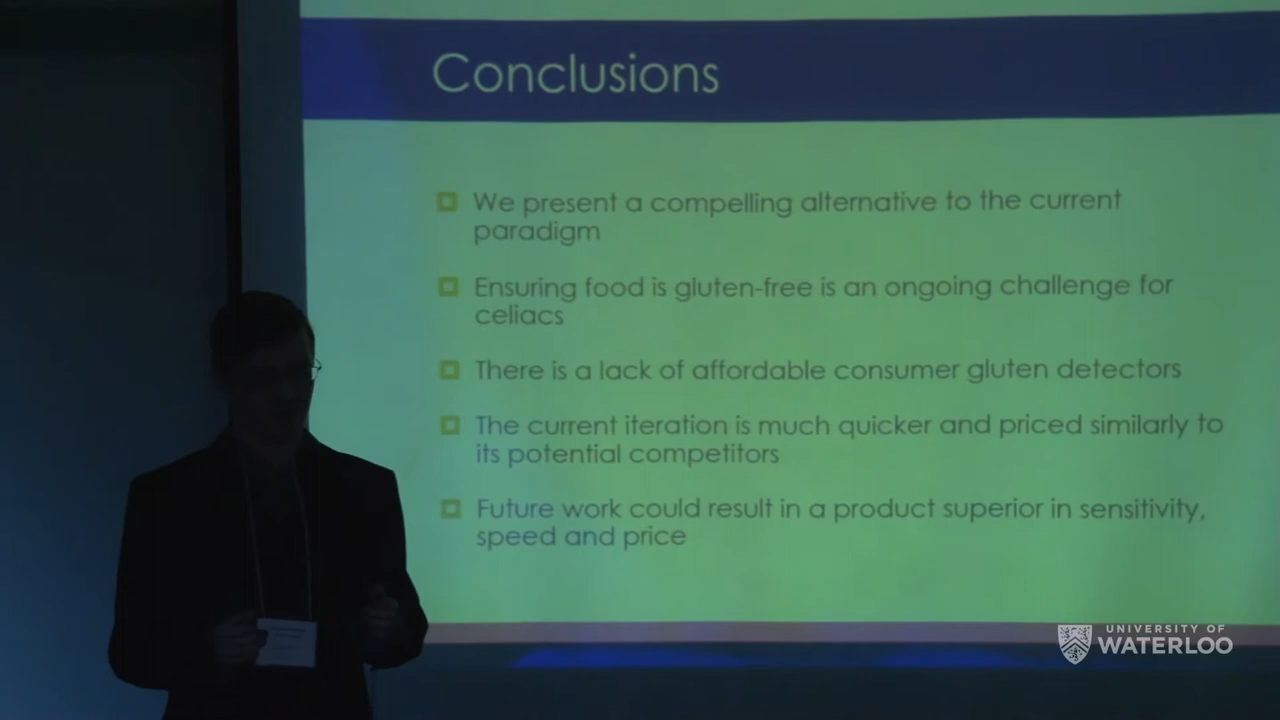 Conclusions
We present a compelling alternative to the current
paradigm
Ensuring food is gluten-free is an ongoing challenge for
celiacs
There is a lack of affordable consumer gluten detectors
The current iteration is much quicker and priced similarly to
its potential competitors
Future work could result in a product superior in sensitivity,
speed and price
UNIVERSITY OF
WATERLOO